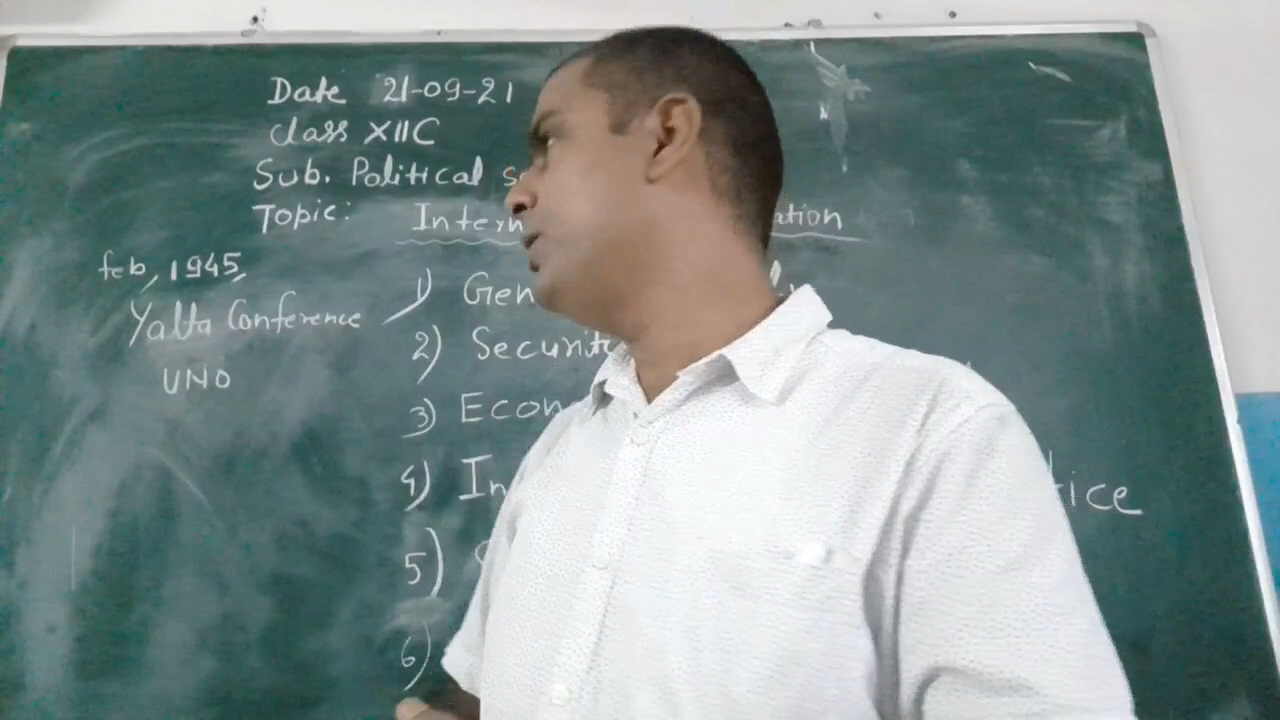 Date 21-09-21
Class XIIC
Sub. Political
Topic: Intern ation
feb, 1945,
Yalta Conference
UNO
1) Gen
2) Security
3) Econ
4) In tice
5)
6)